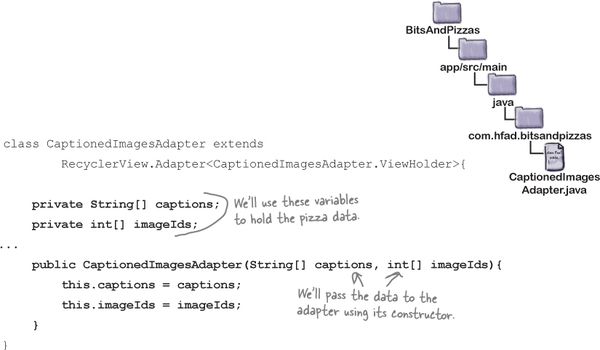 BitsAndPizzas
app/src/main
java
com.hfad.bitsandpizzas
CaptionedImages
Adapter.java
class CaptionedImagesAdapter extends
RecyclerView.Adapter<CaptionedImagesAdapter.ViewHolder>{
private String[] captions;
private int[] imageIds;
We'll use these variables
to hold the pizza data.
...
public CaptionedImagesAdapter(String[] captions, int[] imageIds){
this.captions = captions;
this.imageIds = imageIds;
We'll pass the data to the
adapter using its constructor.
}
}